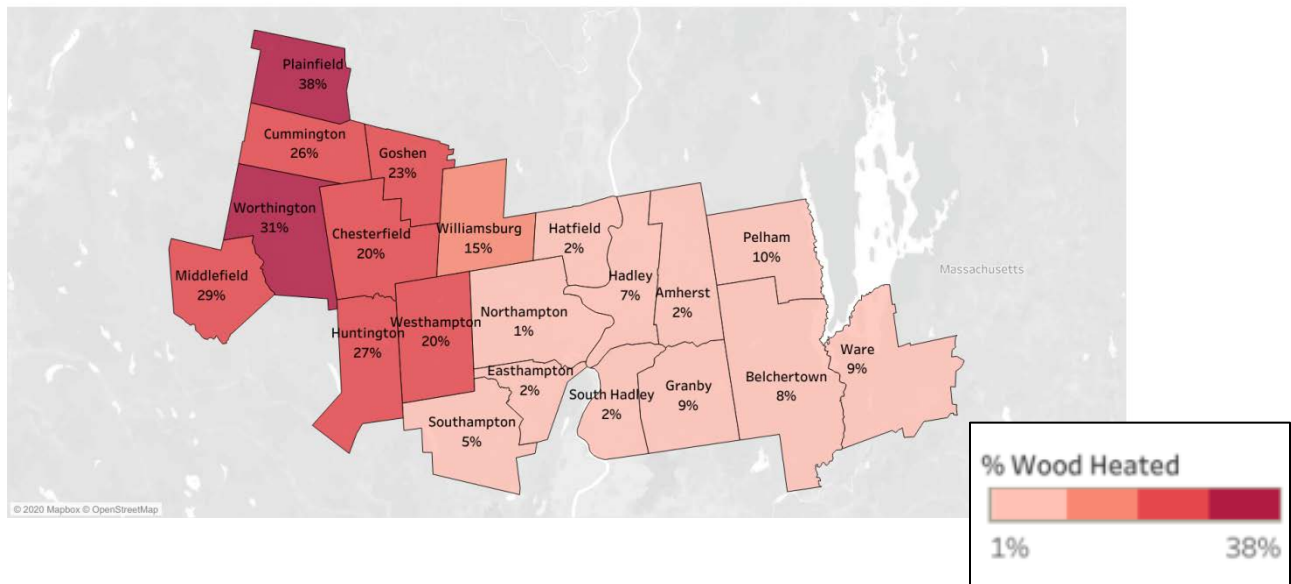 Plainfield
38%
Cummington
26%
Goshen
23%
Worthington
31%
Chesterfield
20%
Williamsburg
15%
Hatfield
2%
Pelham
10%
Middlefield
29%
Hadley
7%
Amherst
2%
Massachusetts
Huntington
27%
Westhampton
20%
Northampton
1%
Easthampton
2%
South Hadley
2%
Granby
9%
Belchertown
8%
Ware
9%
Southampton
5%
© 2020 Mapbox © OpenStreetMap
% Wood Heated
1% 38%